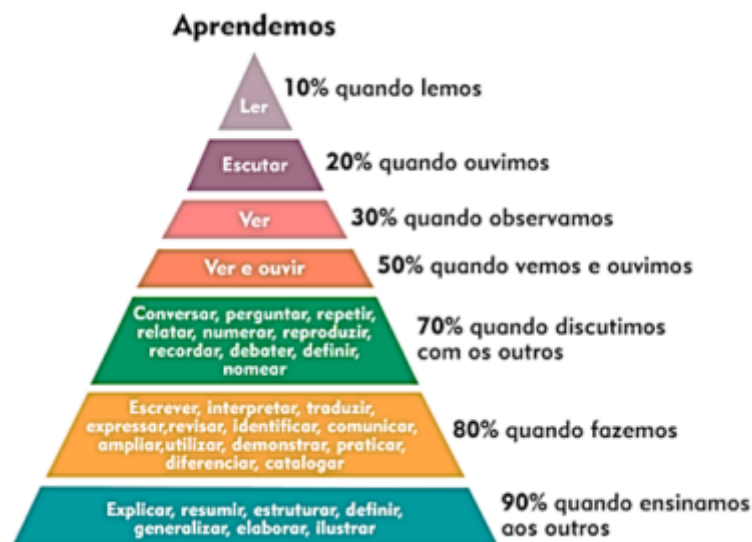 Aprendemos
Ler
10% quando lemos
Escutar
20% quando ouvimos
Ver
30% quando observamos
Ver e ouvir
50% quando vemos e ouvimos
Conversar, perguntar, repetir,
relatar, numerar, reproduzir,
recordar, debater, definir,
nomear
70% quando discutimos
com os outros
Escrever, interpretar, traduzir,
expressar,revisar, identificar, comunicar,
ampliar,utilizar, demonstrar, praticar,
diferenciar, catalogar
80% quando fazemos
Explicar, resumir, estruturar, definir,
generalizar, elaborar, ilustrar
90% quando ensinamos
aos outros